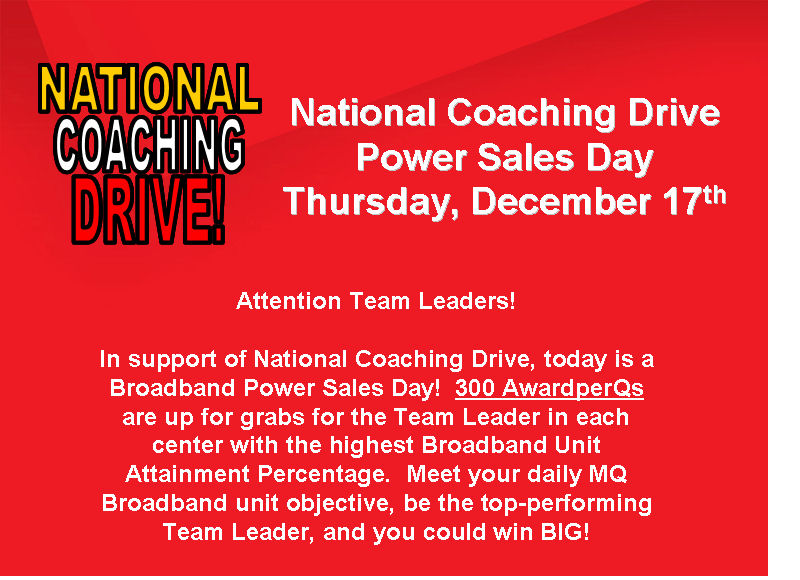 NATIONAL
COACHING
DRIVE!
National Coaching Drive
Power Sales Day
Thursday, December 17th
Attention Team Leaders!
In support of National Coaching Drive, today is a
Broadband Power Sales Day!  300 AwardperQs
are up for grabs for the Team Leader in each
center with the highest Broadband Unit
Attainment Percentage.  Meet your daily MQ
Broadband unit objective, be the top-performing
Team Leader, and you could win BIG!